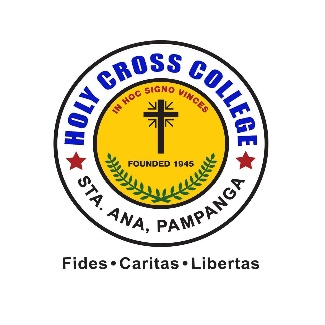 HOLY CROSS COLLEGE
IN HOC SIGNO VINCES
FOUNDED 1945
STA. ANA, PAMPANGA
Fides • Caritas • Libertas